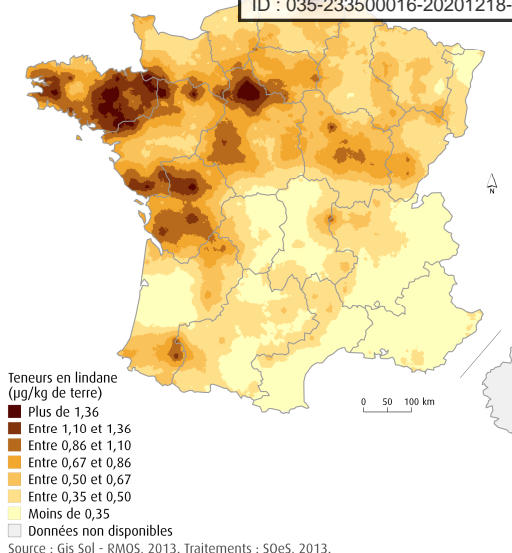 ID : 035-233500016-20201218-
N
0 50 100 km
Teneurs en lindane
(µg/kg de terre)
Plus de 1,36
Entre 1,10 et 1,36
Entre 0,86 et 1,10
Entre 0,67 et 0,86
Entre 0,50 et 0,67
Entre 0,35 et 0,50
Moins de 0,35
Données non disponibles
Source : Gis Sol - RMQS, 2013. Traitements : SOeS, 2013.